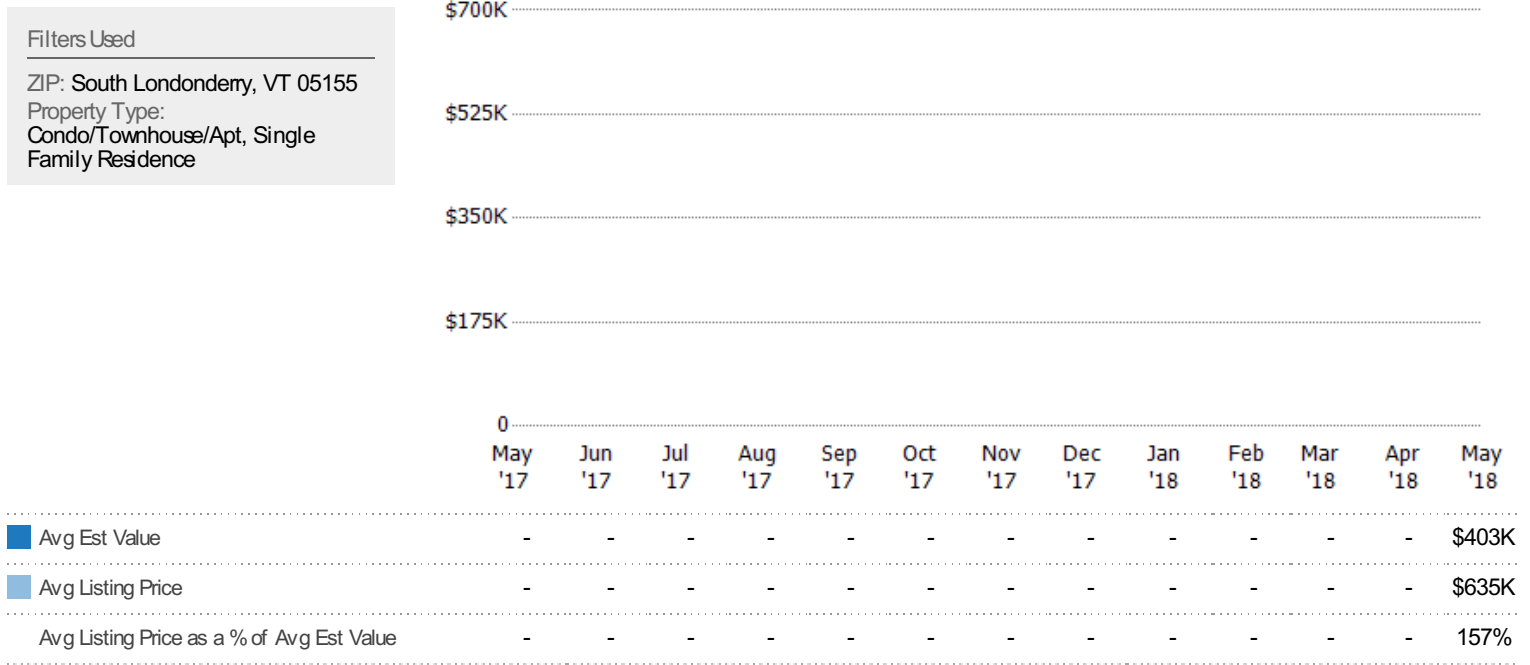 Filters Used
ZIP: South Londonderry, VT 05155
Property Type:
Condo/Townhouse/Apt, Single
Family Residence
$700K
$525K
$350K
$175K
0
May Jun Jul Aug Sep Oct Nov Dec Jan Feb Mar Apr May
'17 '17 '17 '17 '17 '17 '17 '17 '18 '18 '18 '18 '18
Avg Est Value - - - - - - - - - - - - $403K
Avg Listing Price - - - - - - - - - - - - $635K
Avg Listing Price as a % of Avg Est Value - - - - - - - - - - - - 157%